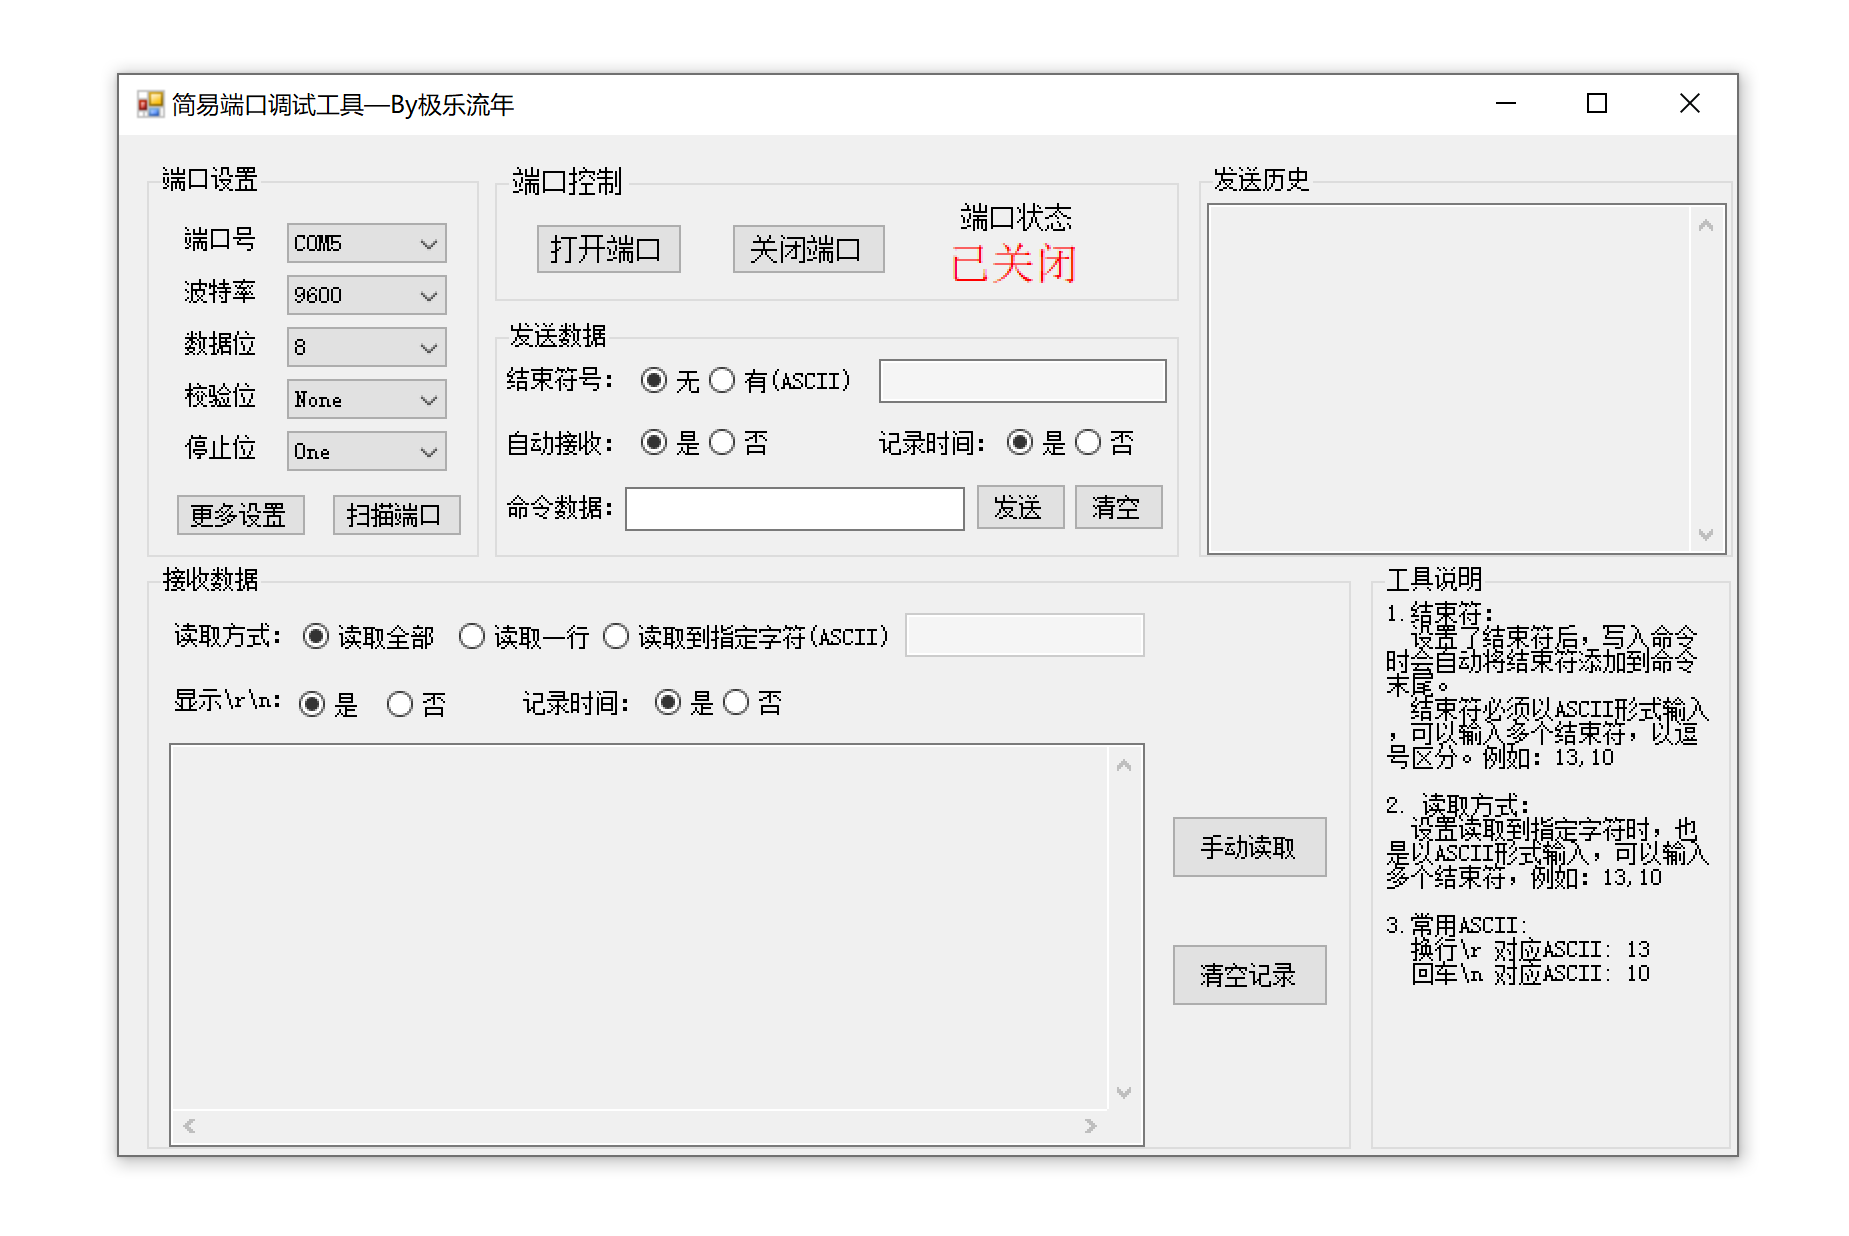 简易端口调试工具—By极乐流年
端口设置
端口号 COM5
波特率 9600
数据位 8
校验位 None
停止位 One
更多设置 扫描端口
端口控制
打开端口 关闭端口
端口状态
已关闭
发送数据
结束符号： 无 有(ASCII)
自动接收： 是 否 记录时间： 是 否
命令数据： 发送 清空
发送历史
接收数据
读取方式： 读取全部 读取一行 读取到指定字符(ASCII)
显示\r\n： 是 否 记录时间： 是 否
手动读取
清空记录
工具说明
1.结束符：
设置了结束符后，写入命令
时会自动将结束符添加到命令
末尾。
结束符必须以ASCII形式输入
，可以输入多个结束符，以逗
号区分。例如：13,10
2. 读取方式：
设置读取到指定字符时，也
是以ASCII形式输入，可以输入
多个结束符，例如：13,10
3.常用ASCII:
换行\r 对应ASCII: 13
回车\n 对应ASCII: 10